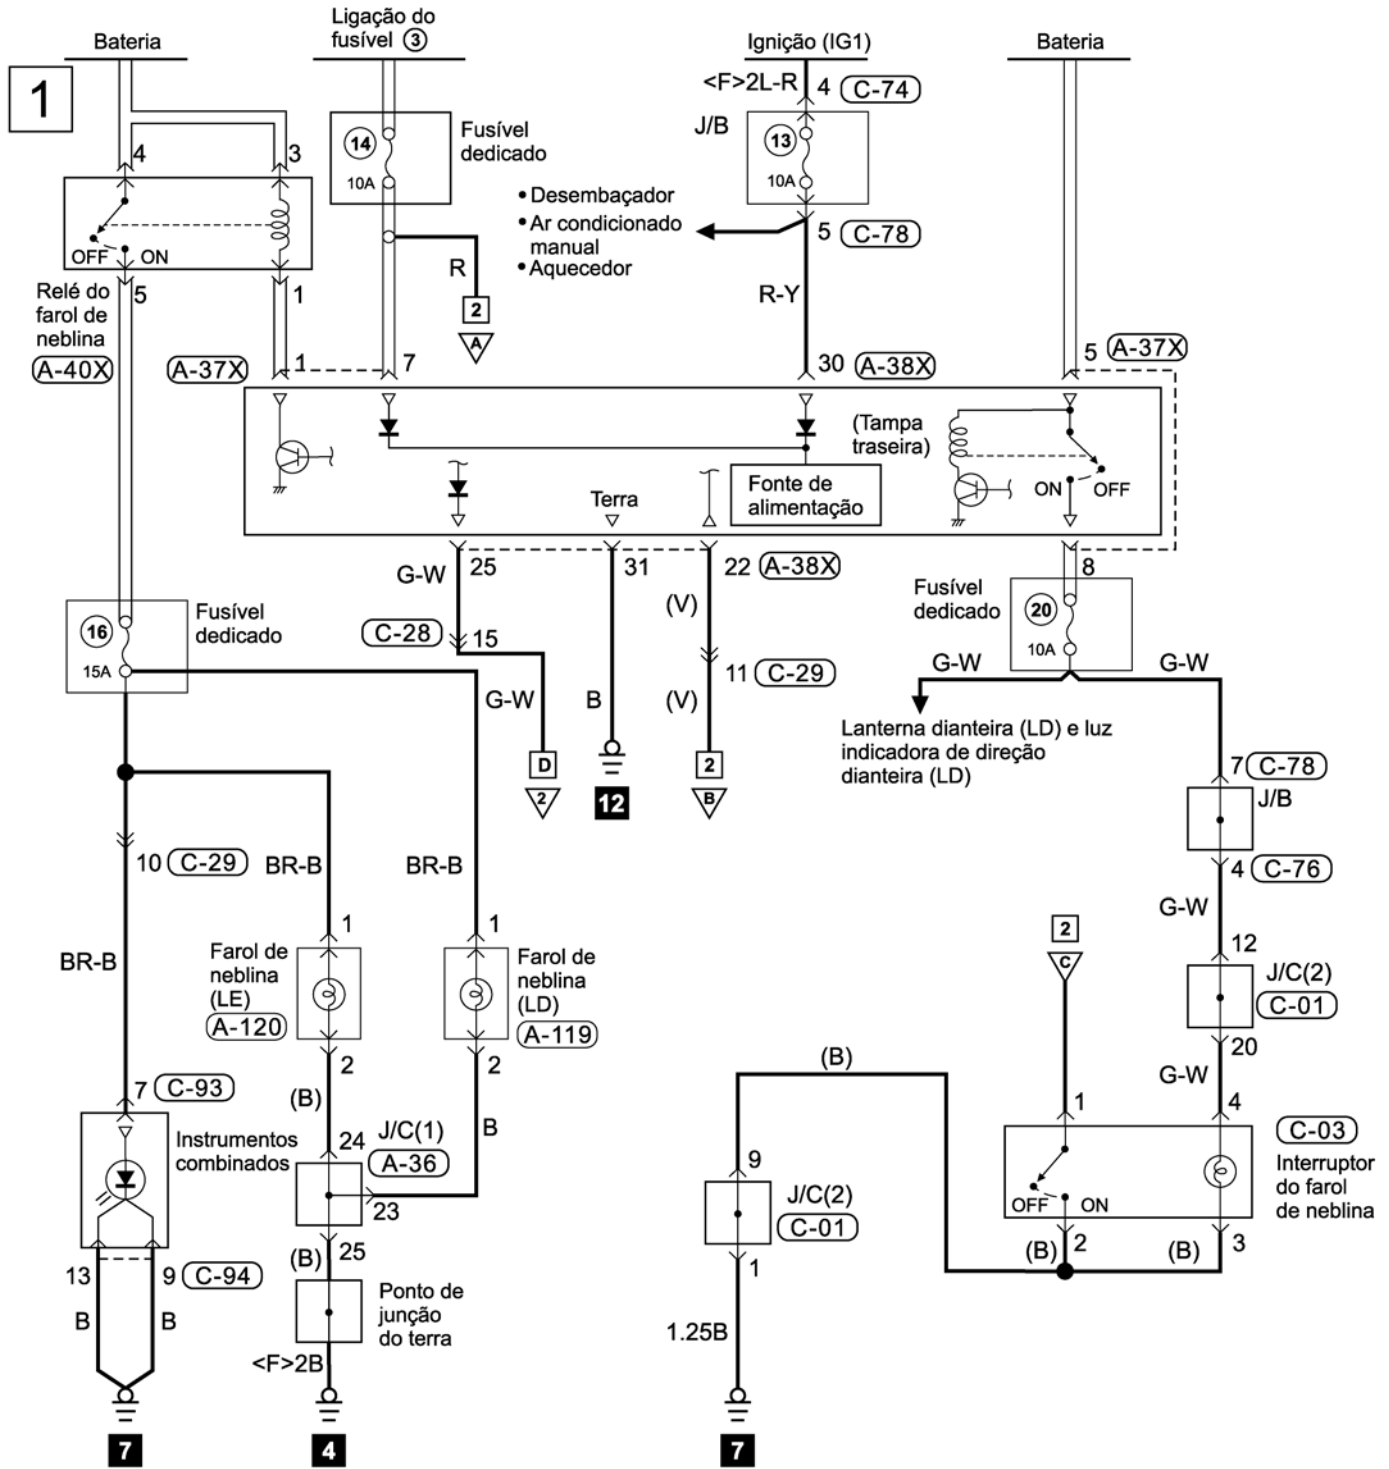 Bateria
Ligação do
fusível ③
Ignição (IG1)
Bateria
1
<F>2L-R
4
C-74
J/B
14
10A
Fusível
dedicado
13
10A
4
3
• Desembaçador
• Ar condicionado
manual
• Aquecedor
5
C-78
OFF
ON
R
R-Y
Relé do
farol de
neblina
5
1
2
A
A-40X
A-37X
1
7
30
A-38X
5
A-37X
(Tampa
traseira)
Fonte de
alimentação
Terra
ON
OFF
G-W
25
31
22
A-38X
8
Fusível
dedicado
20
10A
16
15A
Fusível
dedicado
C-28
15
(V)
11
C-29
G-W
G-W
G-W
B
(V)
Lanterna dianteira (LD) e luz
indicadora de direção
dianteira (LD)
D
2
12
2
B
7
C-78
J/B
10
C-29
BR-B
BR-B
4
C-76
G-W
1
1
2
C
12
BR-B
Farol de
neblina
(LE)
A-120
Farol de
neblina
(LD)
A-119
J/C(2)
C-01
20
2
2
(B)
G-W
7
C-93
(B)
B
1
4
Instrumentos
combinados
24
J/C(1)
A-36
23
C-03
Interruptor
do farol
de neblina
9
J/C(2)
C-01
OFF
ON
13
9
C-94
(B)
25
1
(B)
2
(B)
3
B
B
Ponto de
junção
do terra
<F>2B
1.25B
7
4
7